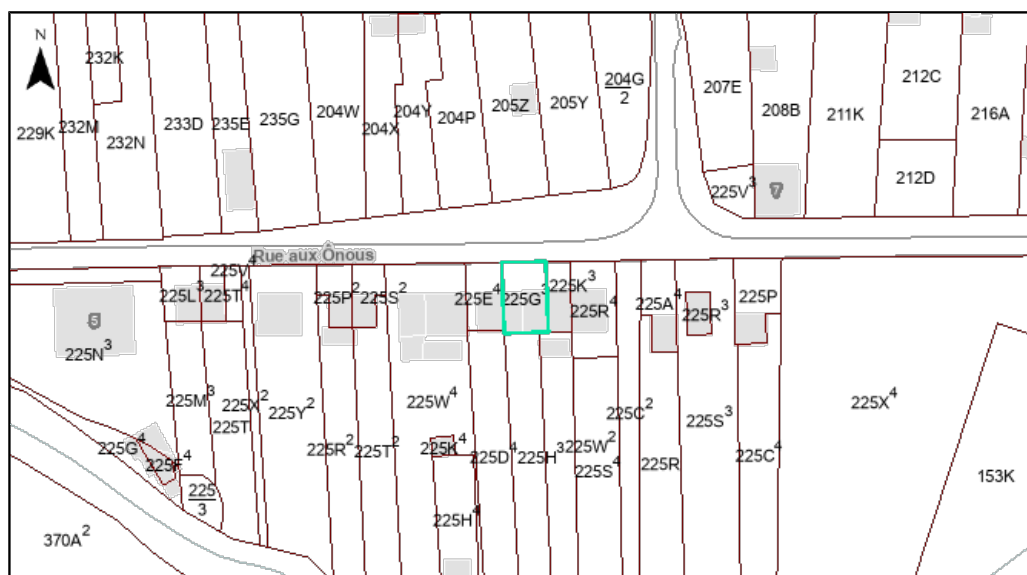 N
232K
229K
232M
232N
233D
235E
235G
204W
204X
204Y
204P
205Z
205Y
204G
2
207E
208B
211K
212C
216A
212D
225V³
7
Rue aux Ônous
225V⁴
225L³
225T⁴
225P²
225S²
225E⁴
225G³
225K³
225R⁴
225A⁴
225R³
225P
5
225N³
225M³
225X²
225T
225Y²
225R²
225T²
225W⁴
225K⁴
225D⁴
225H³
225W²
225S⁴
225C²
225R
225S³
225C⁴
225X⁴
225G⁴
225F⁴
225
3
225H⁴
153K
370A²